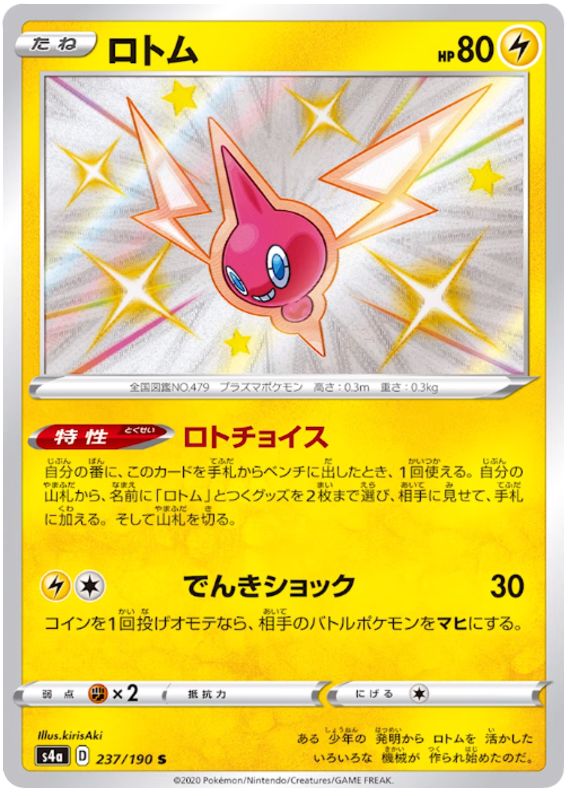 たね ロトム HP80
全国図鑑NO.479 プラズマポケモン 高さ:0.3m 重さ:0.3kg
特性 とくせい ロトチョイス
自分の番に、このカードを手札からベンチに出したとき、1回使える。自分の
山札から、名前に「ロトム」とつくグッズを2枚まで選び、相手に見せて、手札
に加える。そして山札を切る。
でんきショック 30
コインを1回投げオモテなら、相手のバトルポケモンをマヒにする。
弱点 ×2 抵抗力 にげる
Illus.kirisAki
s4a D 237/190 S
ある 少年の 発明から ロトムを 活かした
いろいろな 機械が 作られ始めたのだ。
©2020 Pokémon/Nintendo/Creatures/GAME FREAK.